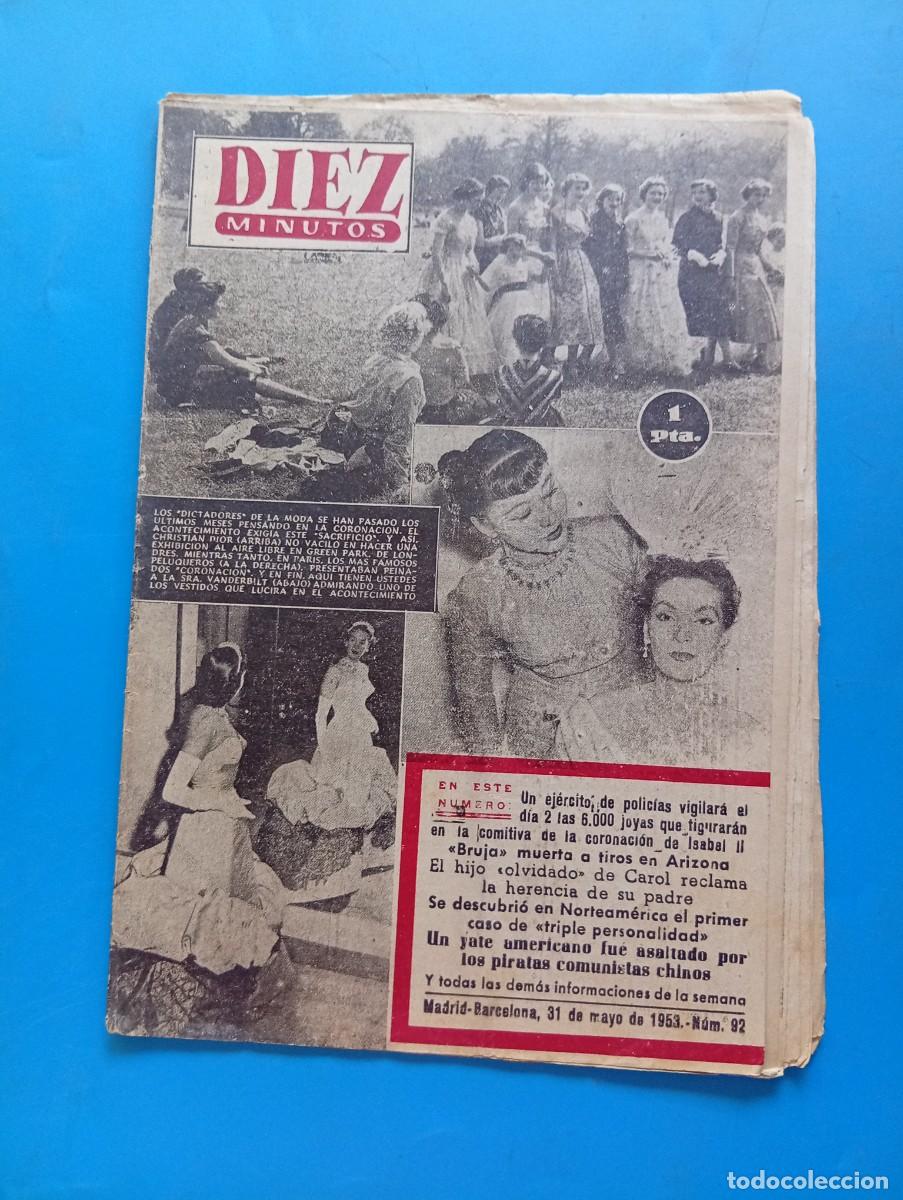 DIEZ
MINUTOS
1
Pta.
LOS "DICTADORES" DE LA MODA SE HAN PASADO LOS
ULTIMOS MESES PENSANDO EN LA CORONACION. EL
ACONTECIMIENTO EXIGIA ESTE "SACRIFICIO". Y ASI,
CHRISTIAN DIOR (ARRIBA) NO VACILO EN HACER UNA
EXHIBICION AL AIRE LIBRE EN GREEN PARK, DE LON-
DRES. MIENTRAS TANTO, EN PARIS, LOS MAS FAMOSOS
PELUQUEROS (A LA DERECHA), PRESENTABAN PEINA-
DOS "CORONACION". Y EN FIN, AQUI TIENEN USTEDES
A LA SRA. VANDERBILT (ABAJO) ADMIRANDO UNO DE
LOS VESTIDOS QUE LUCIRA EN EL ACONTECIMIENTO
EN ESTE
NUMERO:
Un ejército de policías vigilará el
día 2 las 6.000 joyas que figurarán
en la comitiva de la coronación de Isabel II
«Bruja» muerta a tiros en Arizona
El hijo «olvidado» de Carol reclama
la herencia de su padre
Se descubrió en Norteamérica el primer
caso de «triple personalidad»
Un yate americano fué asaltado por
los piratas comunistas chinos
Y todas las demás informaciones de la semana
Madrid-Barcelona, 31 de mayo de 1953.-Núm. 92
todocoleccion